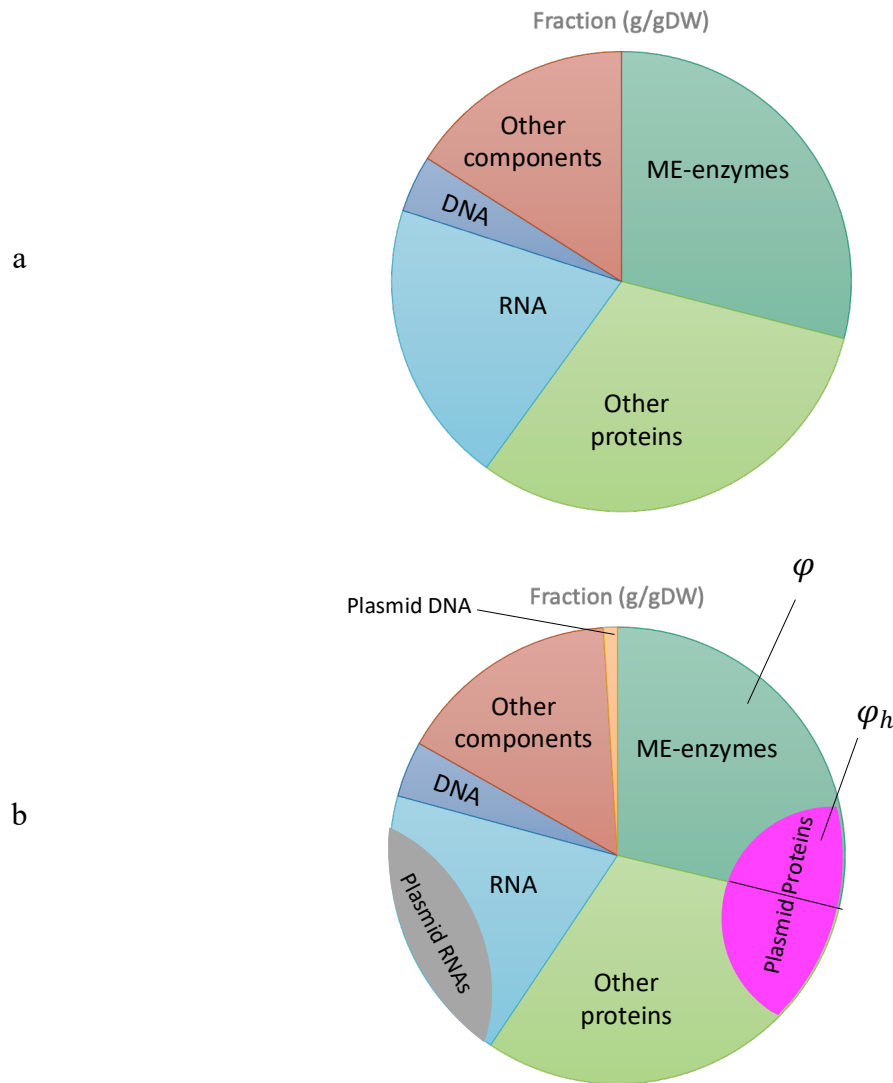 Fraction (g/gDW)
Other
components
ME-enzymes
DNA
RNA
Other
proteins
a
φ
Plasmid DNA
Fraction (g/gDW)
φₕ
Other
components
ME-enzymes
DNA
RNA
Plasmid RNAs
Plasmid Proteins
Other
proteins
b